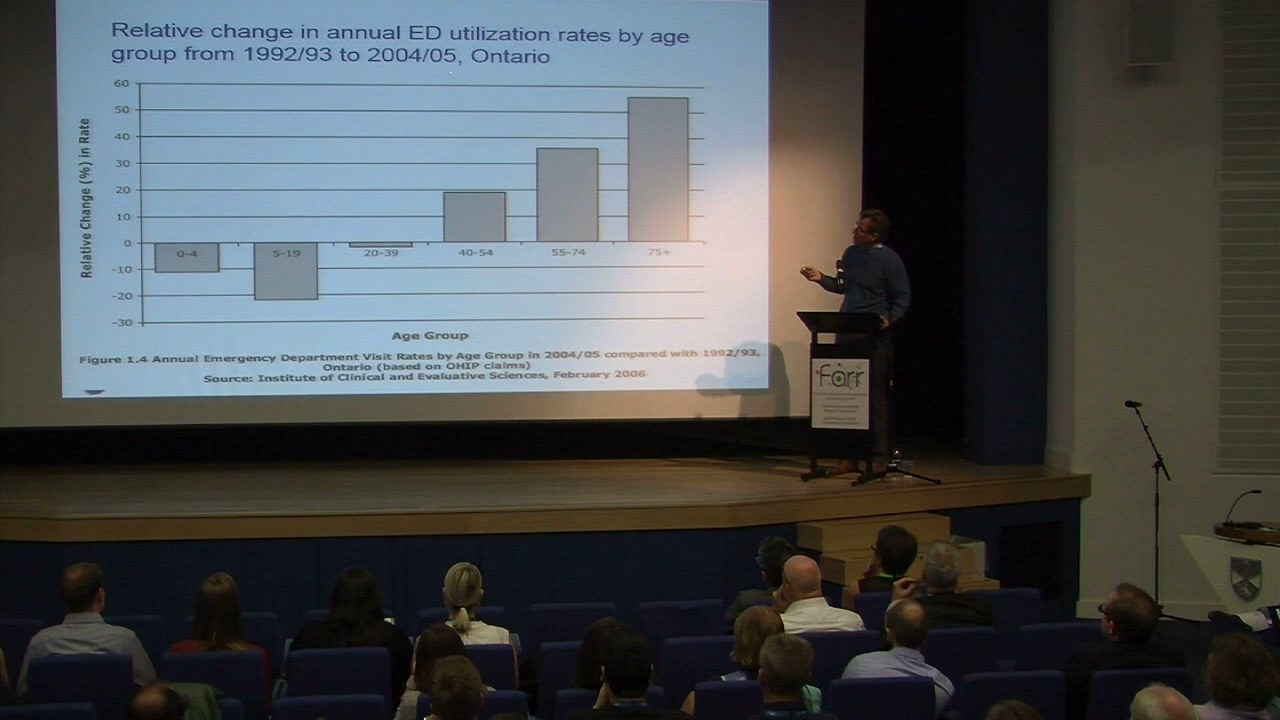 Relative change in annual ED utilization rates by age
group from 1992/93 to 2004/05, Ontario
Relative Change (%) in Rate
60
50
40
30
20
10
0
-10
-20
-30
0-4
5-19
20-39
40-54
55-74
75+
Age Group
Figure 1.4 Annual Emergency Department Visit Rates by Age Group in 2004/05 compared with 1992/93,
Ontario (based on OHIP claims)
Source: Institute of Clinical and Evaluative Sciences, February 2006
Farr